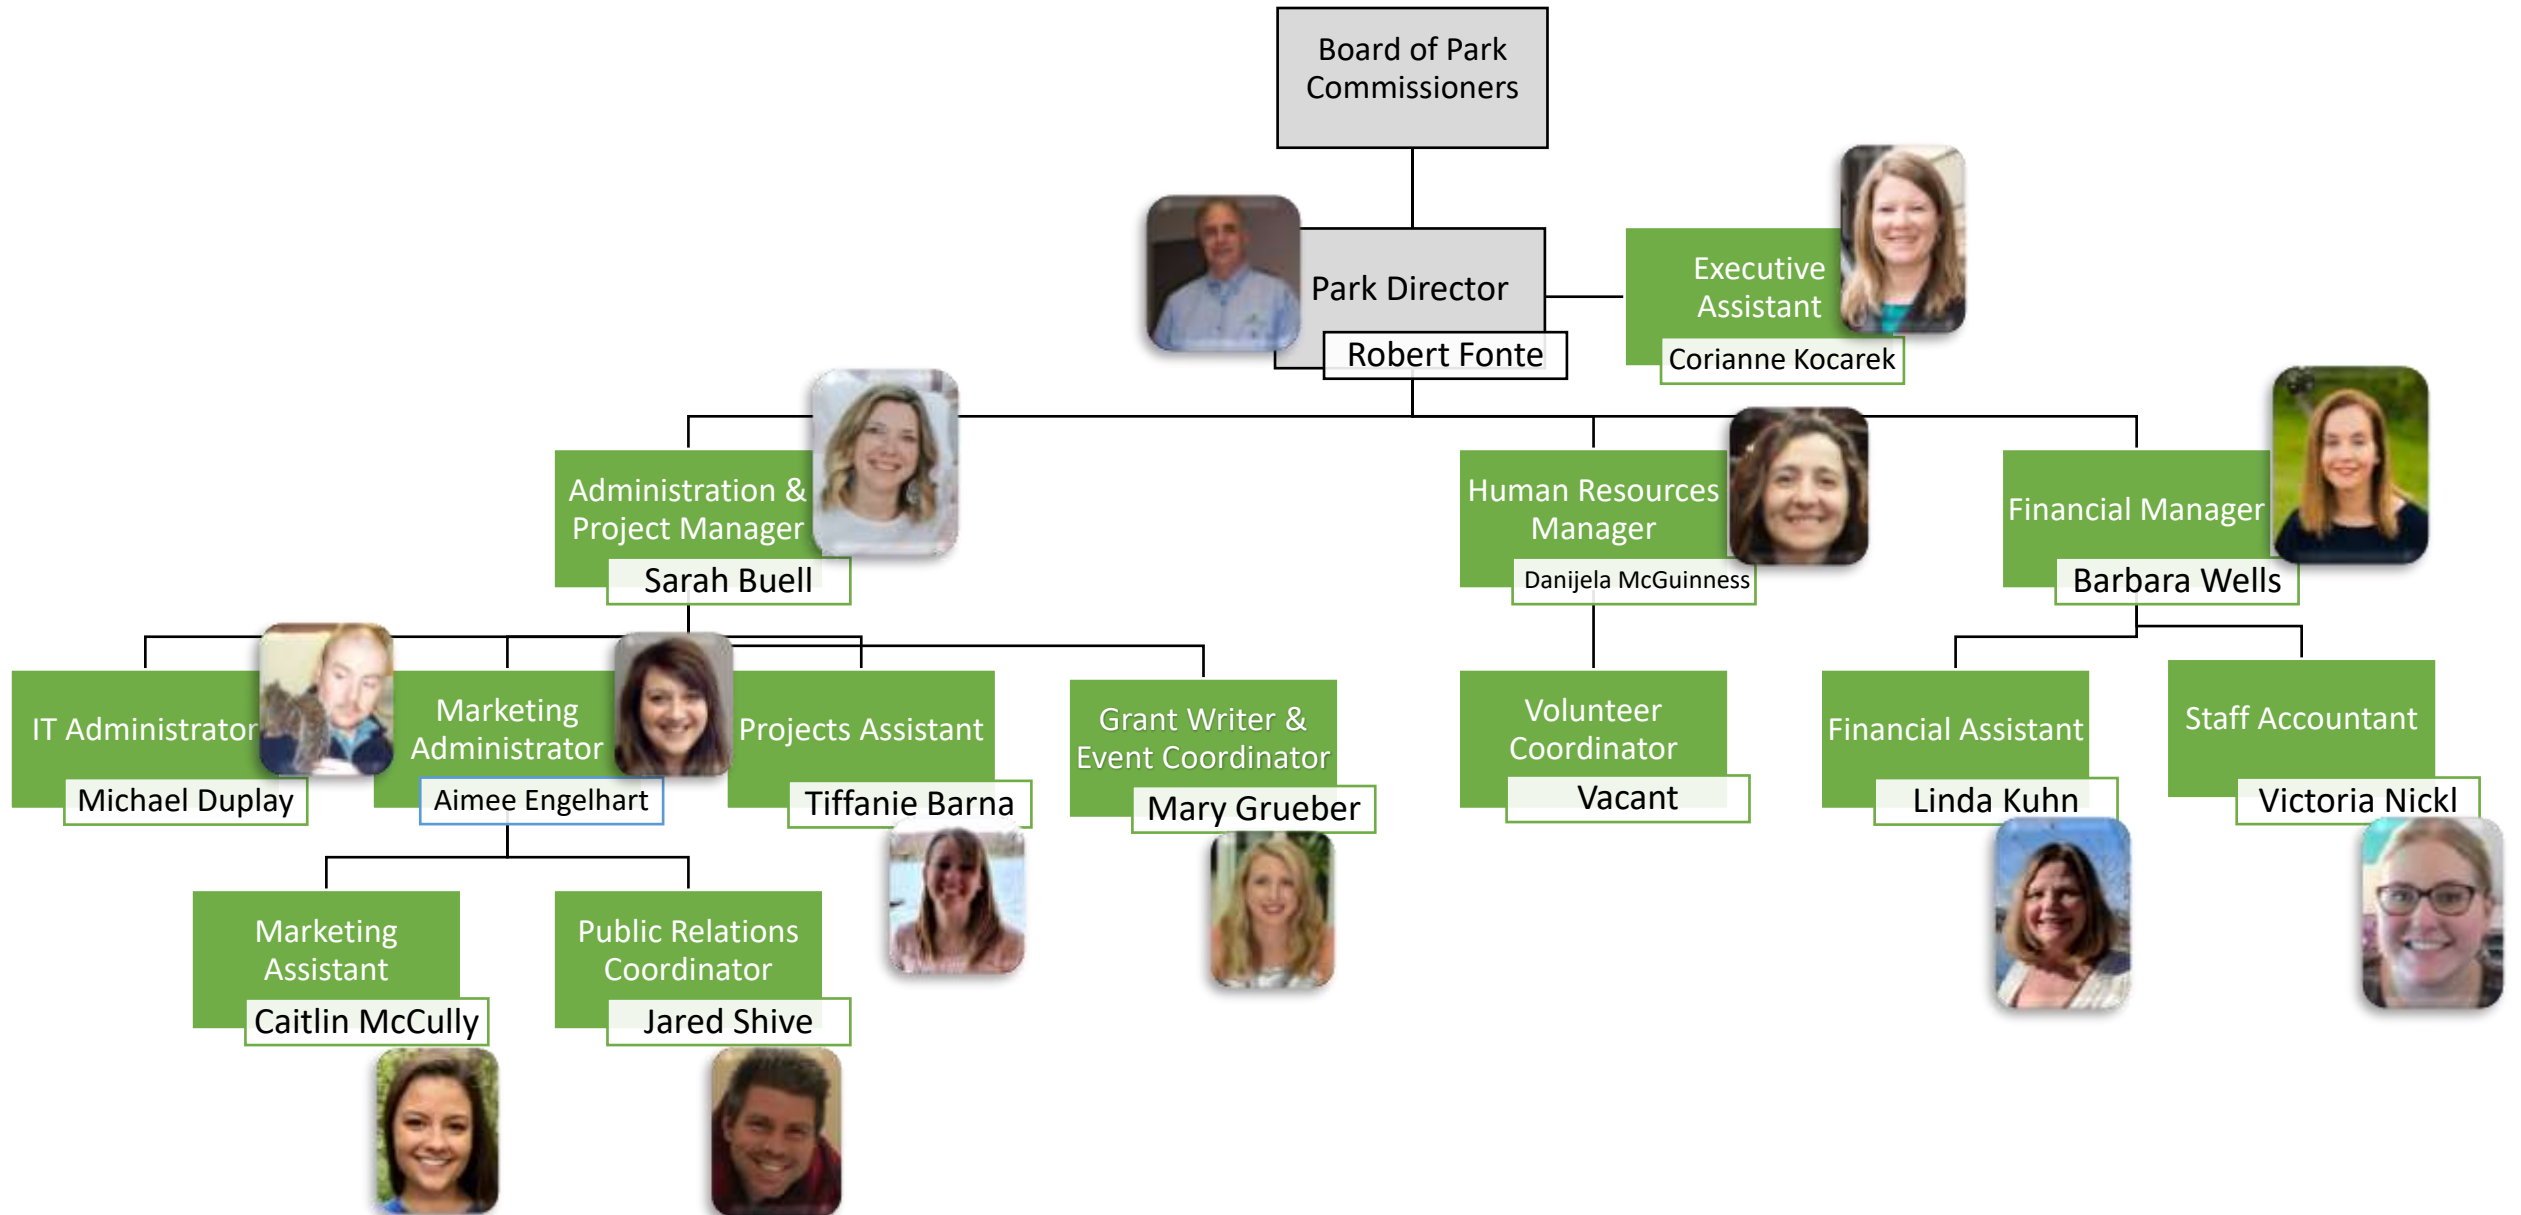 Board of Park
Commissioners
Park Director
Robert Fonte
Executive
Assistant
Corianne Kocarek
Administration &
Project Manager
Sarah Buell
Human Resources
Manager
Danijela McGuinness
Financial Manager
Barbara Wells
IT Administrator
Michael Duplay
Marketing
Administrator
Aimee Engelhart
Projects Assistant
Tiffanie Barna
Grant Writer &
Event Coordinator
Mary Grueber
Volunteer
Coordinator
Vacant
Financial Assistant
Linda Kuhn
Staff Accountant
Victoria Nickl
Marketing
Assistant
Caitlin McCully
Public Relations
Coordinator
Jared Shive